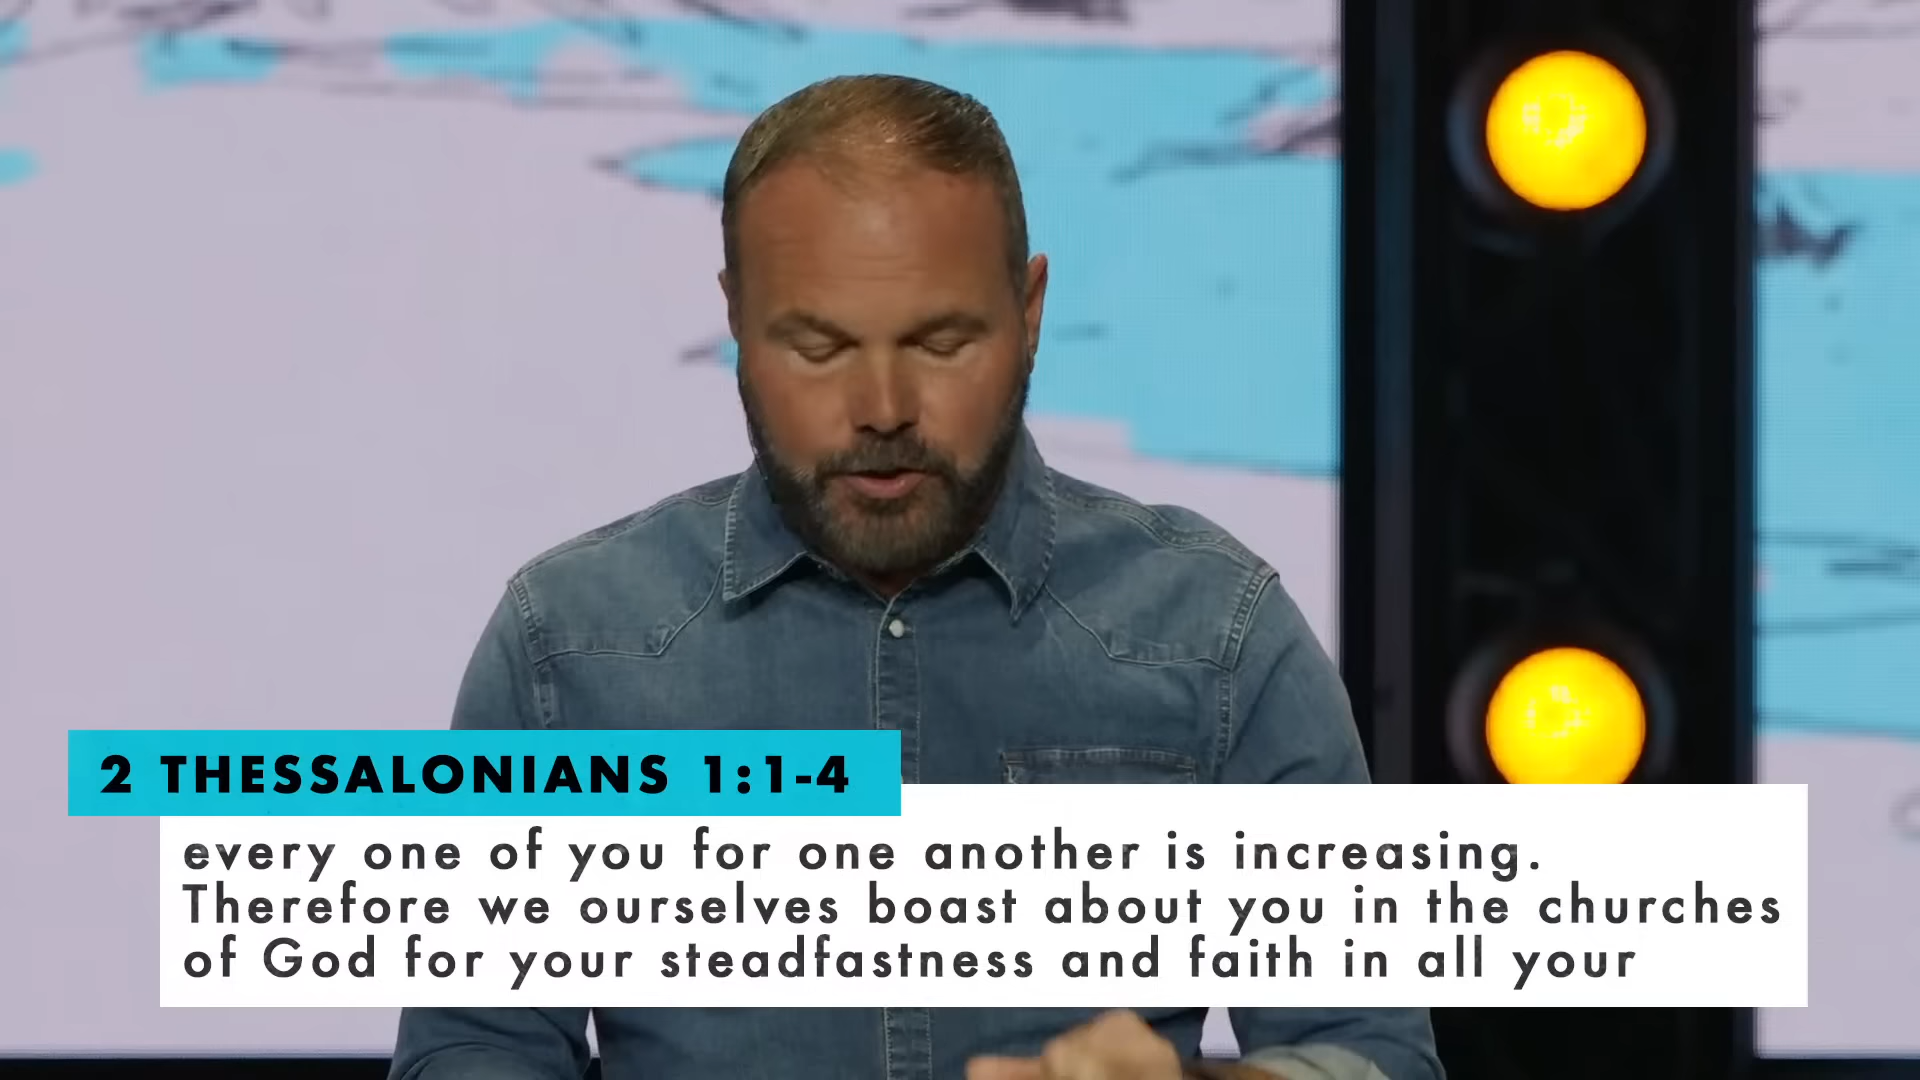 2 THESSALONIANS 1:1-4
every one of you for one another is increasing.
Therefore we ourselves boast about you in the churches
of God for your steadfastness and faith in all your